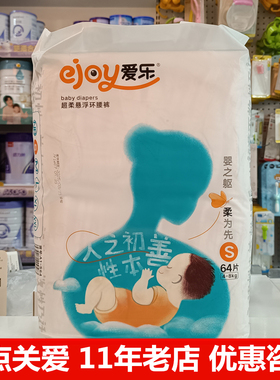 ejoy爱乐
baby diapers
超柔悬浮环腰裤
婴之躯
柔为先
S
64片
4-8kg
人之初
性本善
点关爱 11年老店 优惠咨